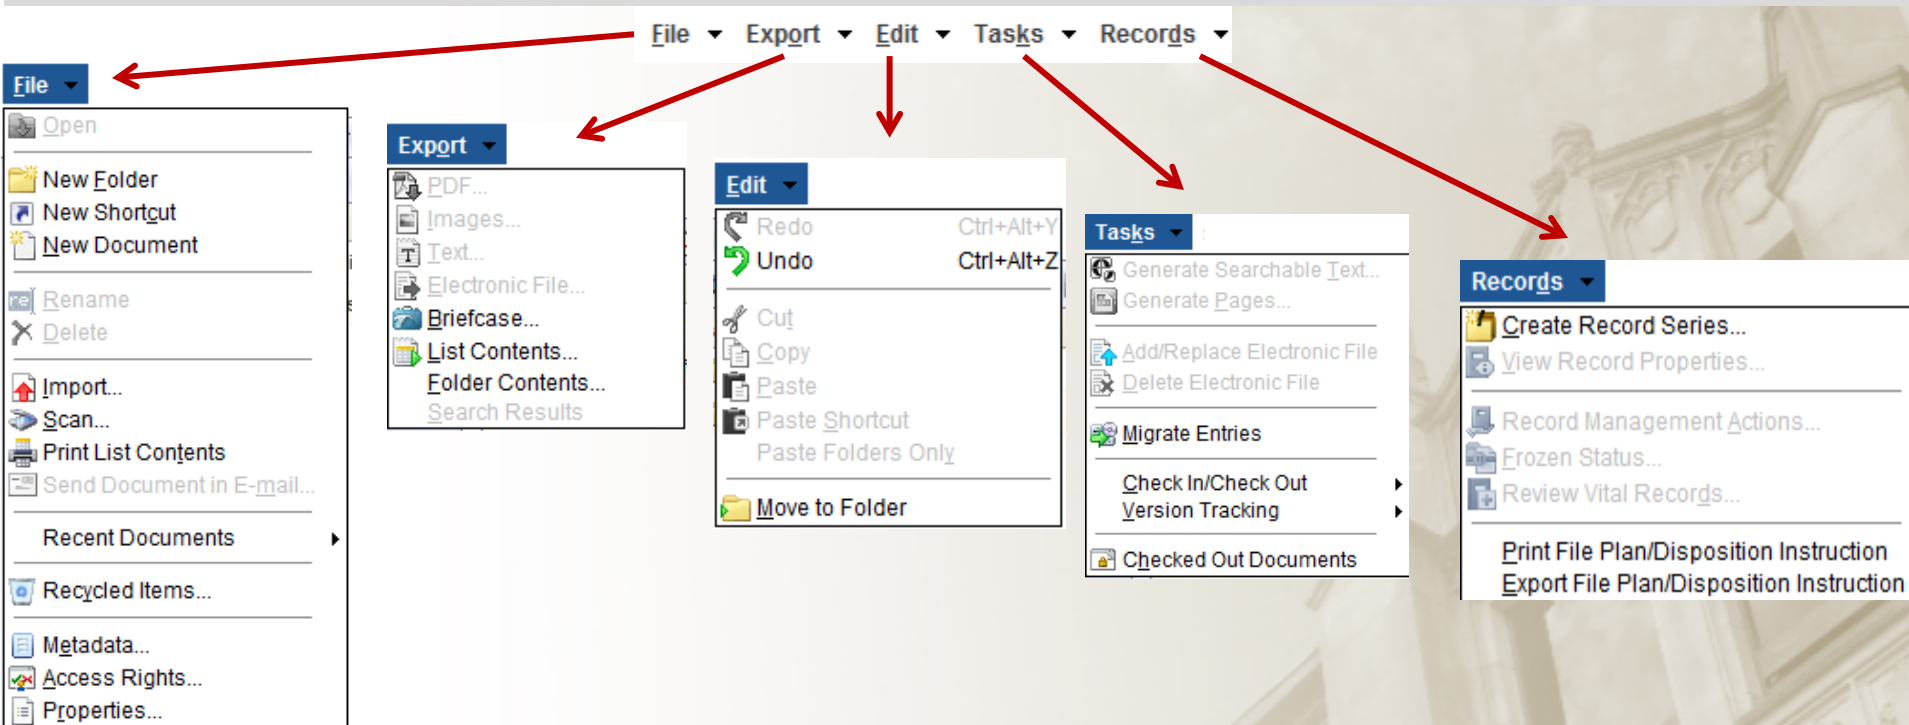 File Export Edit Tasks Records
File
Open
New Folder
New Shortcut
New Document
Rename
Delete
Import...
Scan...
Print List Contents
Send Document in E-mail...
Recent Documents
Recycled Items...
Metadata...
Access Rights...
Properties...
Export
PDF...
Images...
Text...
Electronic File...
Briefcase...
List Contents...
Folder Contents...
Search Results
Edit
Redo Ctrl+Alt+Y
Undo Ctrl+Alt+Z
Cut
Copy
Paste
Paste Shortcut
Paste Folders Only
Move to Folder
Tasks
Generate Searchable Text...
Generate Pages...
Add/Replace Electronic File
Delete Electronic File
Migrate Entries
Check In/Check Out
Version Tracking
Checked Out Documents
Records
Create Record Series...
View Record Properties...
Record Management Actions...
Frozen Status...
Review Vital Records...
Print File Plan/Disposition Instruction
Export File Plan/Disposition Instruction